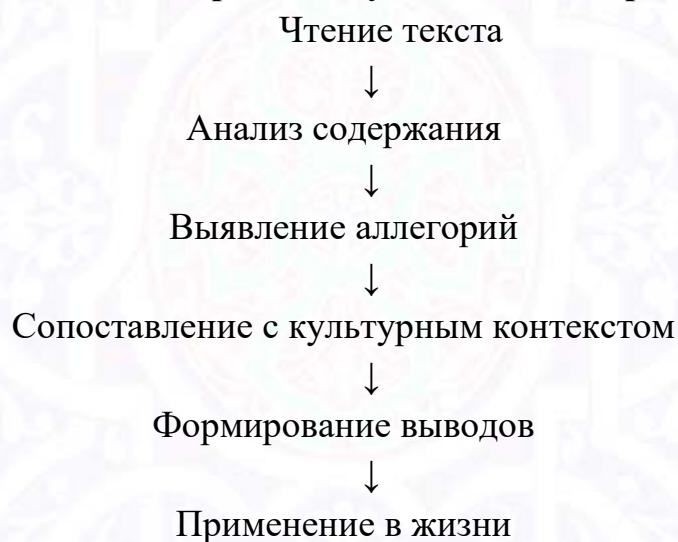 Чтение текста
↓
Анализ содержания
↓
Выявление аллегорий
↓
Сопоставление с культурным контекстом
↓
Формирование выводов
↓
Применение в жизни